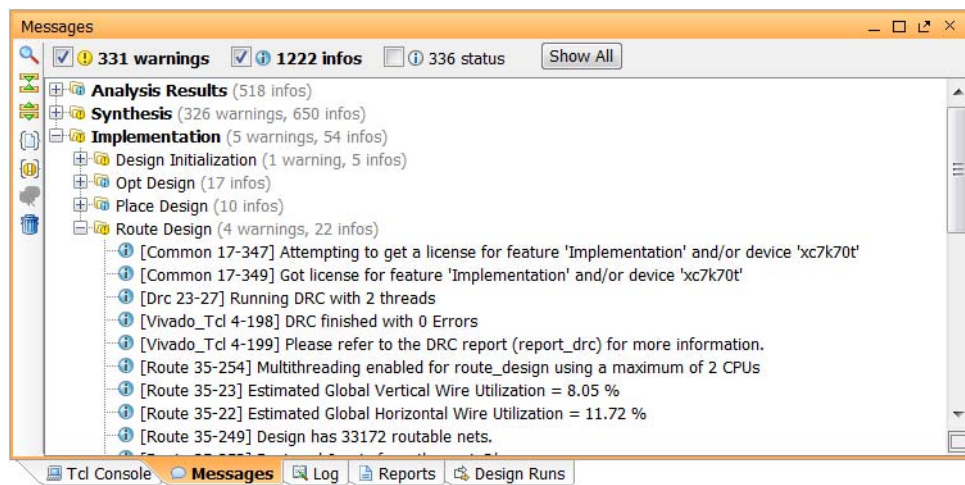 Messages
331 warnings 1222 infos 336 status Show All
Analysis Results (518 infos)
Synthesis (326 warnings, 650 infos)
Implementation (5 warnings, 54 infos)
Design Initialization (1 warning, 5 infos)
Opt Design (17 infos)
Place Design (10 infos)
Route Design (4 warnings, 22 infos)
[Common 17-347] Attempting to get a license for feature 'Implementation' and/or device 'xc7k70t'
[Common 17-349] Got license for feature 'Implementation' and/or device 'xc7k70t'
[Drc 23-27] Running DRC with 2 threads
[Vivado_Tcl 4-198] DRC finished with 0 Errors
[Vivado_Tcl 4-199] Please refer to the DRC report (report_drc) for more information.
[Route 35-254] Multithreading enabled for route_design using a maximum of 2 CPUs
[Route 35-23] Estimated Global Vertical Wire Utilization = 8.05 %
[Route 35-22] Estimated Global Horizontal Wire Utilization = 11.72 %
[Route 35-249] Design has 33172 routable nets.
Tcl Console Messages Log Reports Design Runs